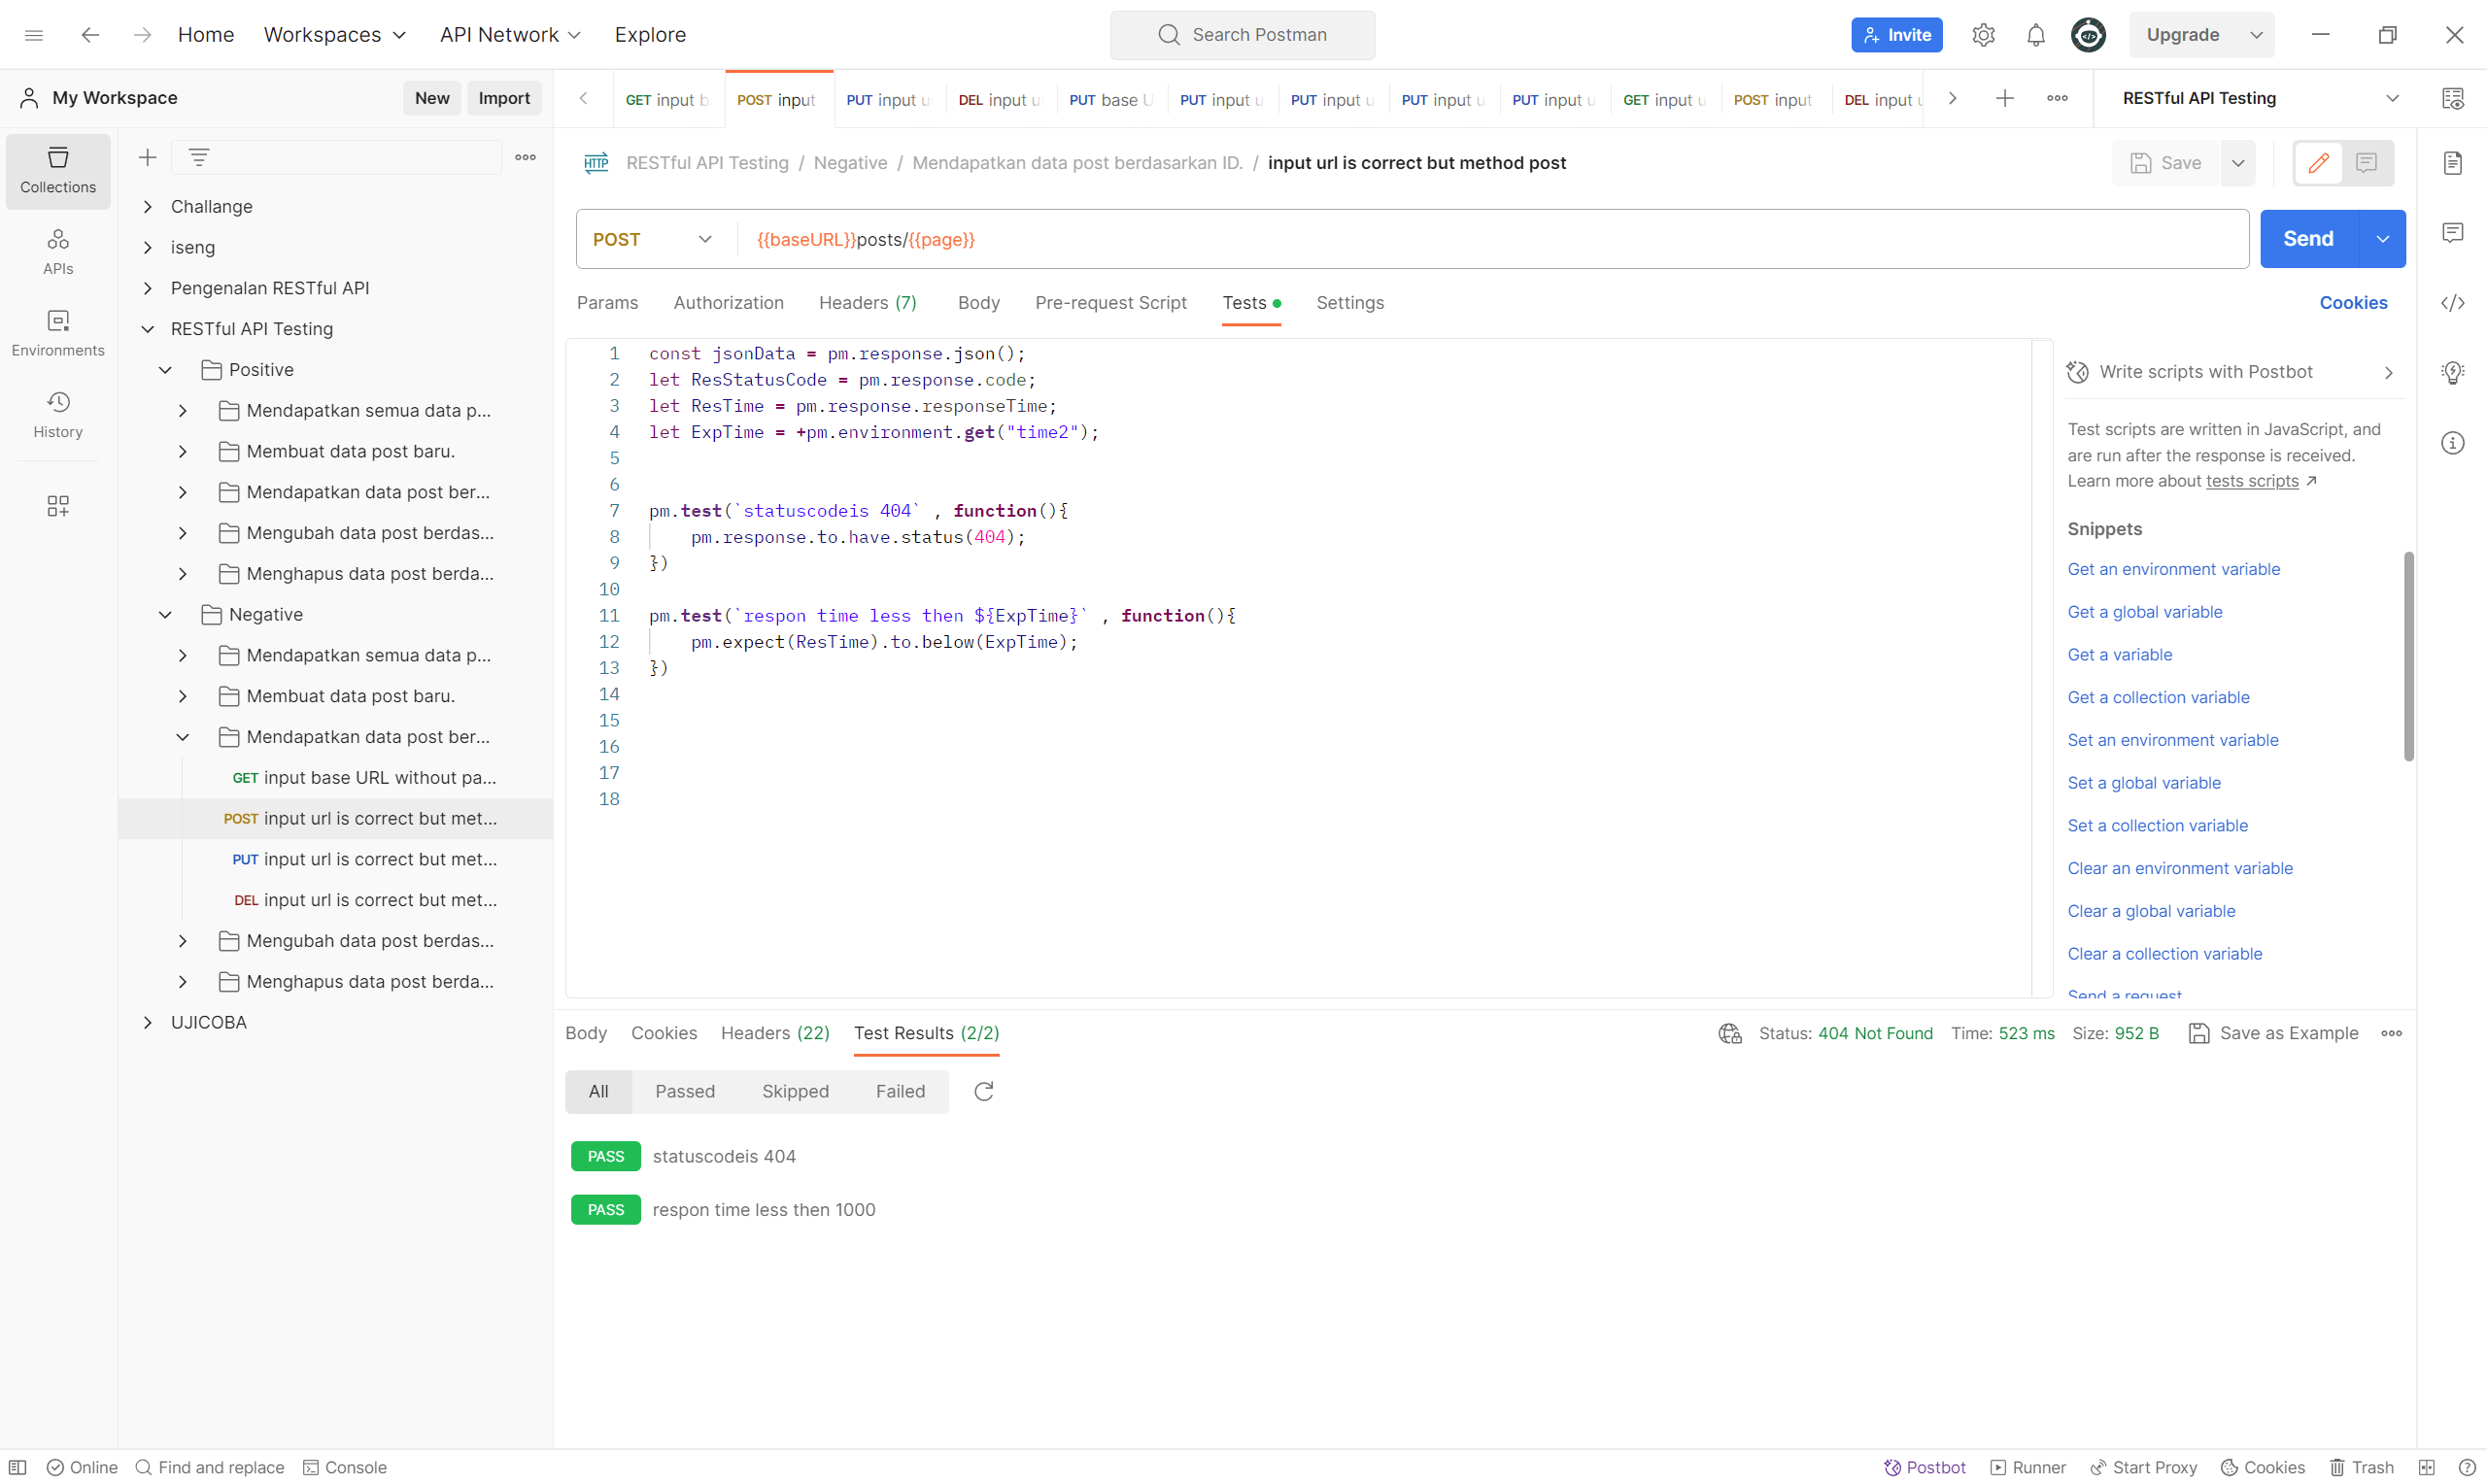 Home Workspaces API Network Explore Search Postman Invite Upgrade
My Workspace New Import
GET input b POST input PUT input u DEL input u PUT base U PUT input u PUT input u PUT input u PUT input u GET input u POST input DEL input u RESTful API Testing
Collections
APIs
Environments
History
Challange
iseng
Pengenalan RESTful API
RESTful API Testing
Positive
Mendapatkan semua data p...
Membuat data post baru.
Mendapatkan data post ber...
Mengubah data post berdas...
Menghapus data post berda...
Negative
Mendapatkan semua data p...
Membuat data post baru.
Mendapatkan data post ber...
GET input base URL without pa...
POST input url is correct but met...
PUT input url is correct but met...
DEL input url is correct but met...
Mengubah data post berdas...
Menghapus data post berda...
UJICOBA
HTTP RESTful API Testing / Negative / Mendapatkan data post berdasarkan ID. / input url is correct but method post Save
POST {{baseURL}}posts/{{page}} Send
Params Authorization Headers (7) Body Pre-request Script Tests Settings Cookies
1 const jsonData = pm.response.json();
2 let ResStatusCode = pm.response.code;
3 let ResTime = pm.response.responseTime;
4 let ExpTime = +pm.environment.get("time2");
5
6
7 pm.test(`statuscodeis 404` , function(){
8 pm.response.to.have.status(404);
9 })
10
11 pm.test(`respon time less then ${ExpTime}` , function(){
12 pm.expect(ResTime).to.below(ExpTime);
13 })
14
15
16
17
18
Write scripts with Postbot
Test scripts are written in JavaScript, and
are run after the response is received.
Learn more about tests scripts
Snippets
Get an environment variable
Get a global variable
Get a variable
Get a collection variable
Set an environment variable
Set a global variable
Set a collection variable
Clear an environment variable
Clear a global variable
Clear a collection variable
Send a request
Body Cookies Headers (22) Test Results (2/2) Status: 404 Not Found Time: 523 ms Size: 952 B Save as Example
All Passed Skipped Failed
PASS statuscodeis 404
PASS respon time less then 1000
Online Find and replace Console Postbot Runner Start Proxy Cookies Trash